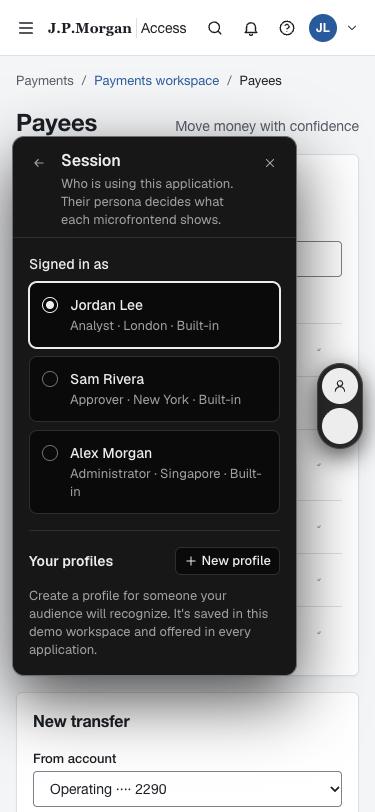 J.P.Morgan Access JL
Payments / Payments workspace / Payees
Payees Move money with confidence
Session
Who is using this application.
Their persona decides what
each microfrontend shows.
Signed in as
Jordan Lee
Analyst · London · Built-in
Sam Rivera
Approver · New York · Built-in
Alex Morgan
Administrator · Singapore · Built-
in
Your profiles + New profile
Create a profile for someone your
audience will recognize. It's saved in this
demo workspace and offered in every
application.
New transfer
From account
Operating ···· 2290